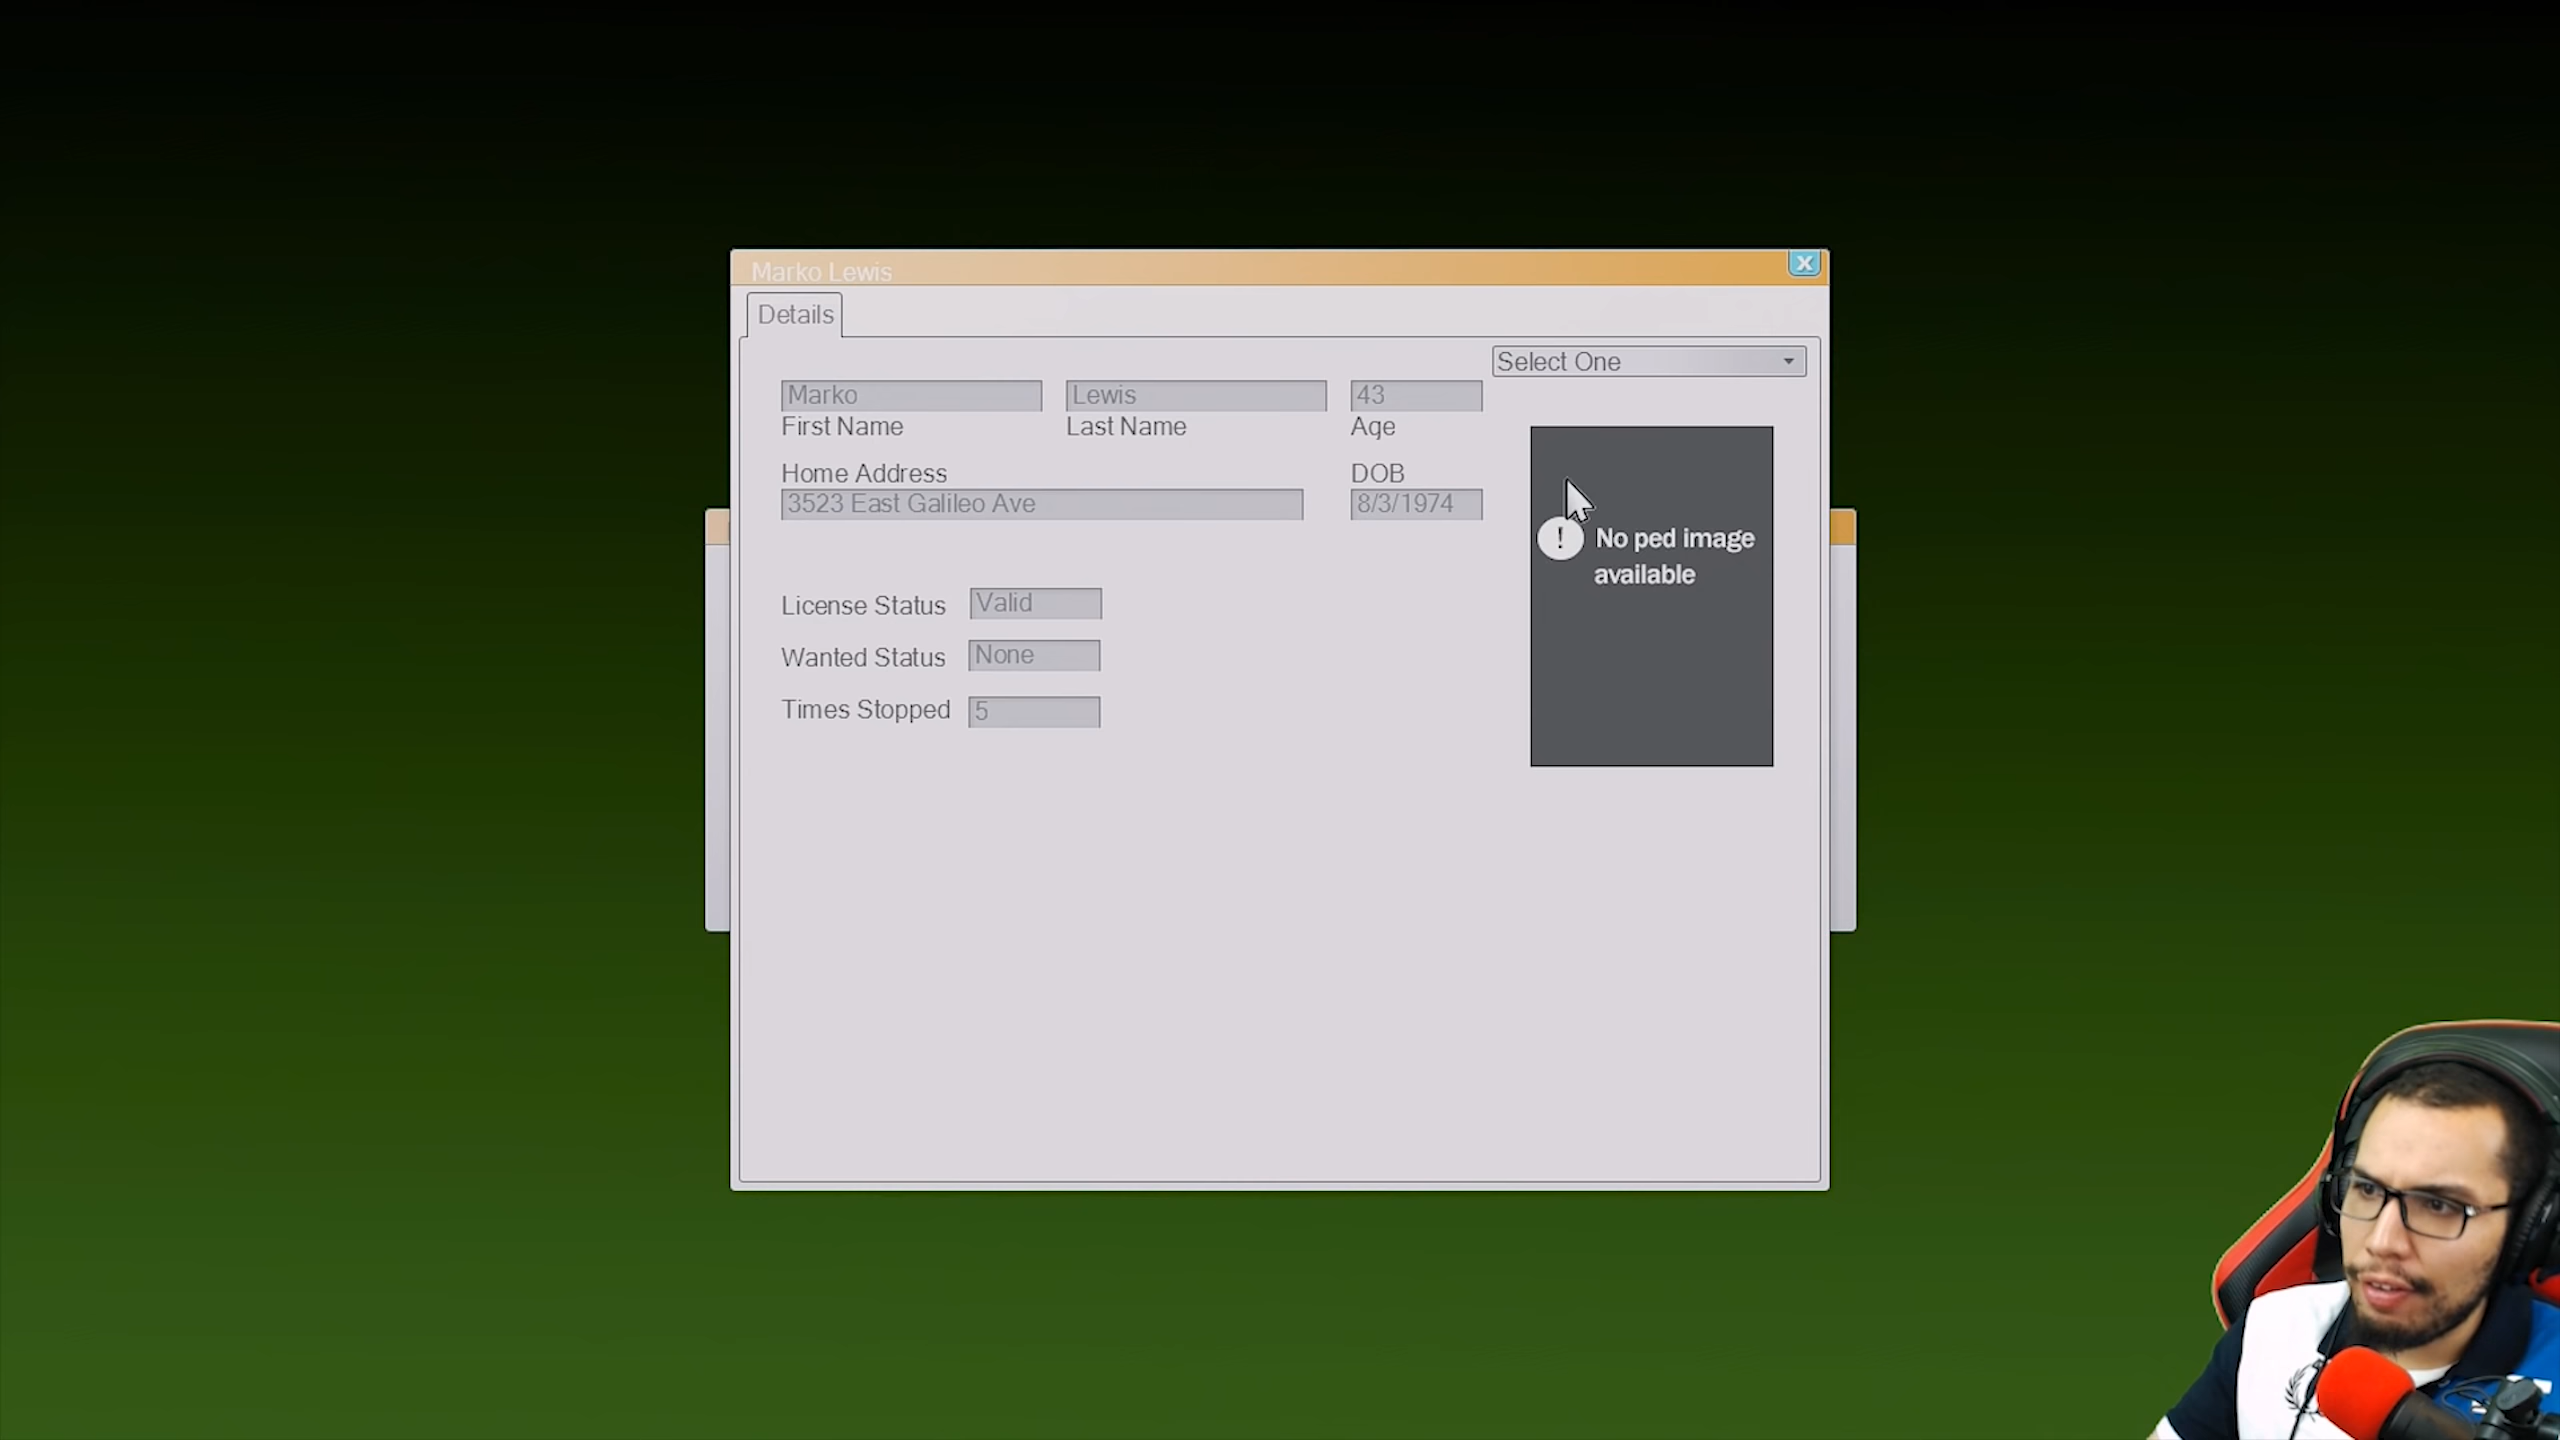 Marko Lewis
X
Details
Select One
Marko Lewis 43
First Name Last Name Age
Home Address DOB
3523 East Galileo Ave 8/3/1974
! No ped image
available
License Status Valid
Wanted Status None
Times Stopped 5